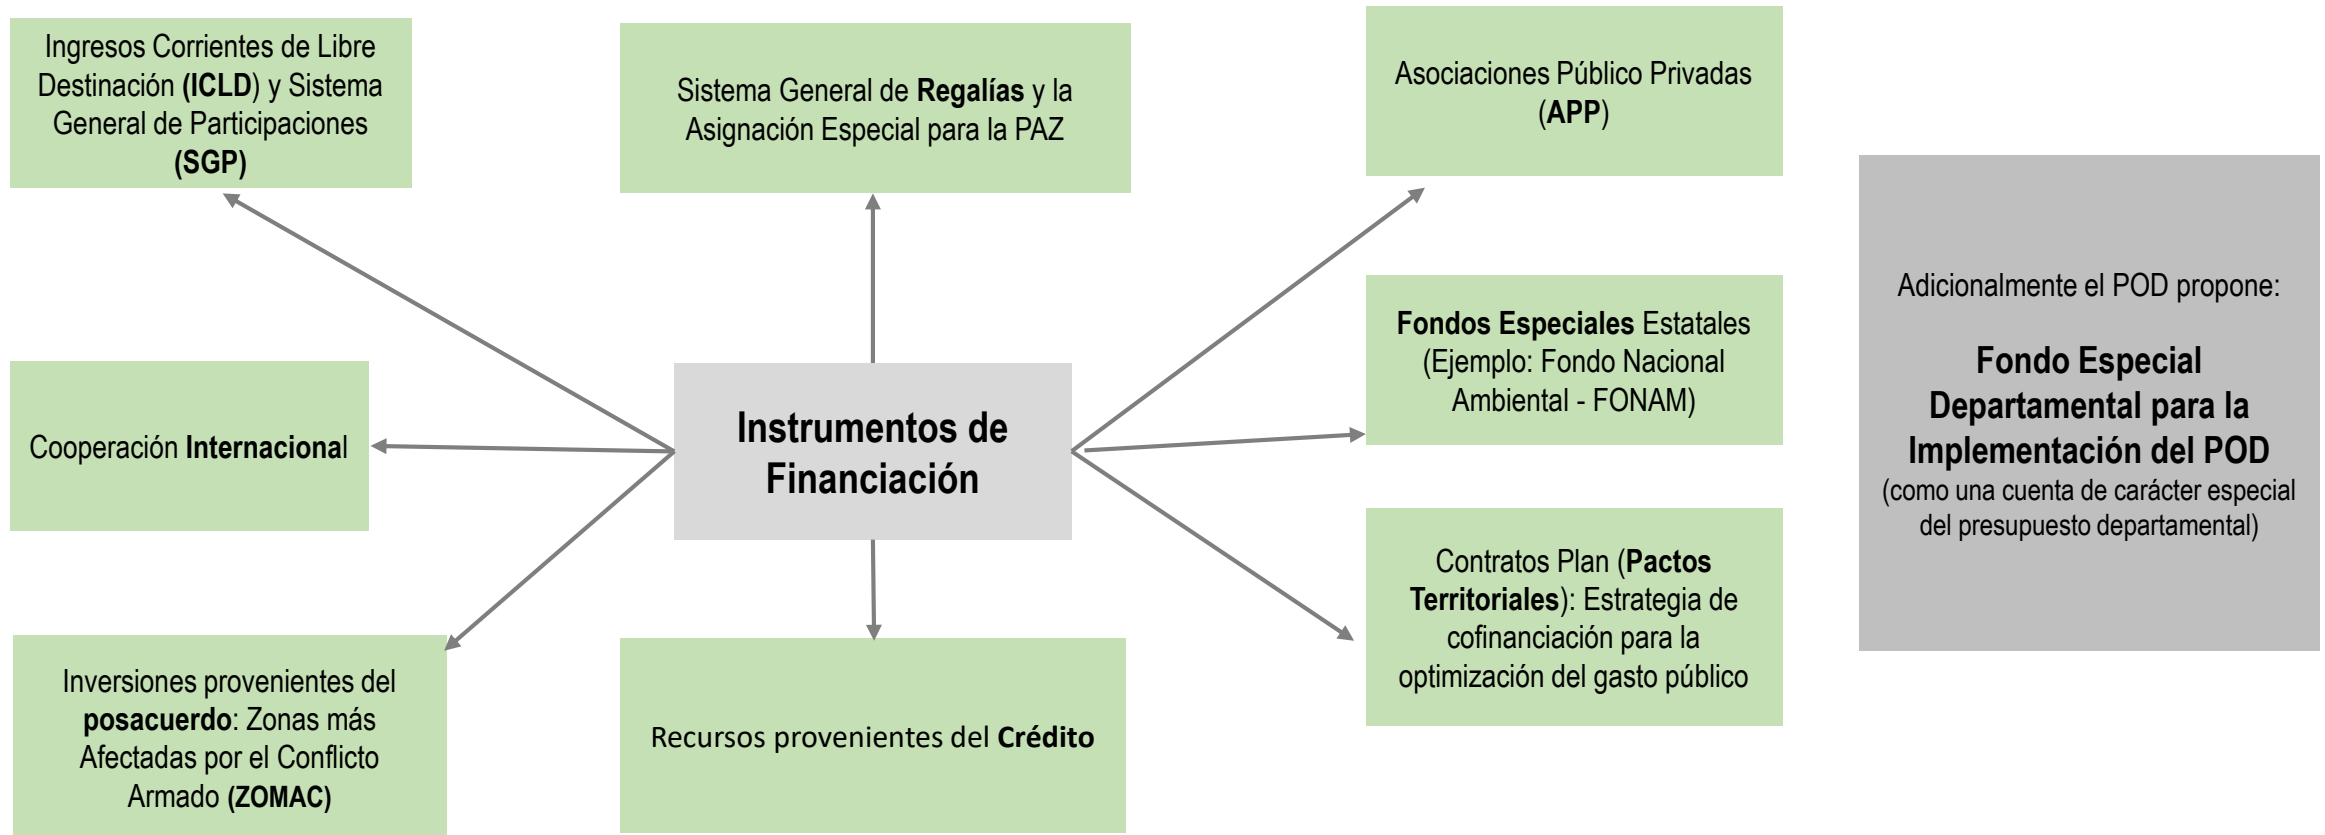 Ingresos Corrientes de Libre
Destinación (ICLD) y Sistema
General de Participaciones
(SGP)
Sistema General de Regalías y la
Asignación Especial para la PAZ
Asociaciones Público Privadas
(APP)
Fondos Especiales Estatales
(Ejemplo: Fondo Nacional
Ambiental - FONAM)
Adicionalmente el POD propone:
Fondo Especial
Departamental para la
Implementación del POD
(como una cuenta de carácter especial
del presupuesto departamental)
Instrumentos de
Financiación
Cooperación Internacional
Contratos Plan (Pactos
Territoriales): Estrategia de
cofinanciación para la
optimización del gasto público
Inversiones provenientes del
posacuerdo: Zonas más
Afectadas por el Conflicto
Armado (ZOMAC)
Recursos provenientes del Crédito